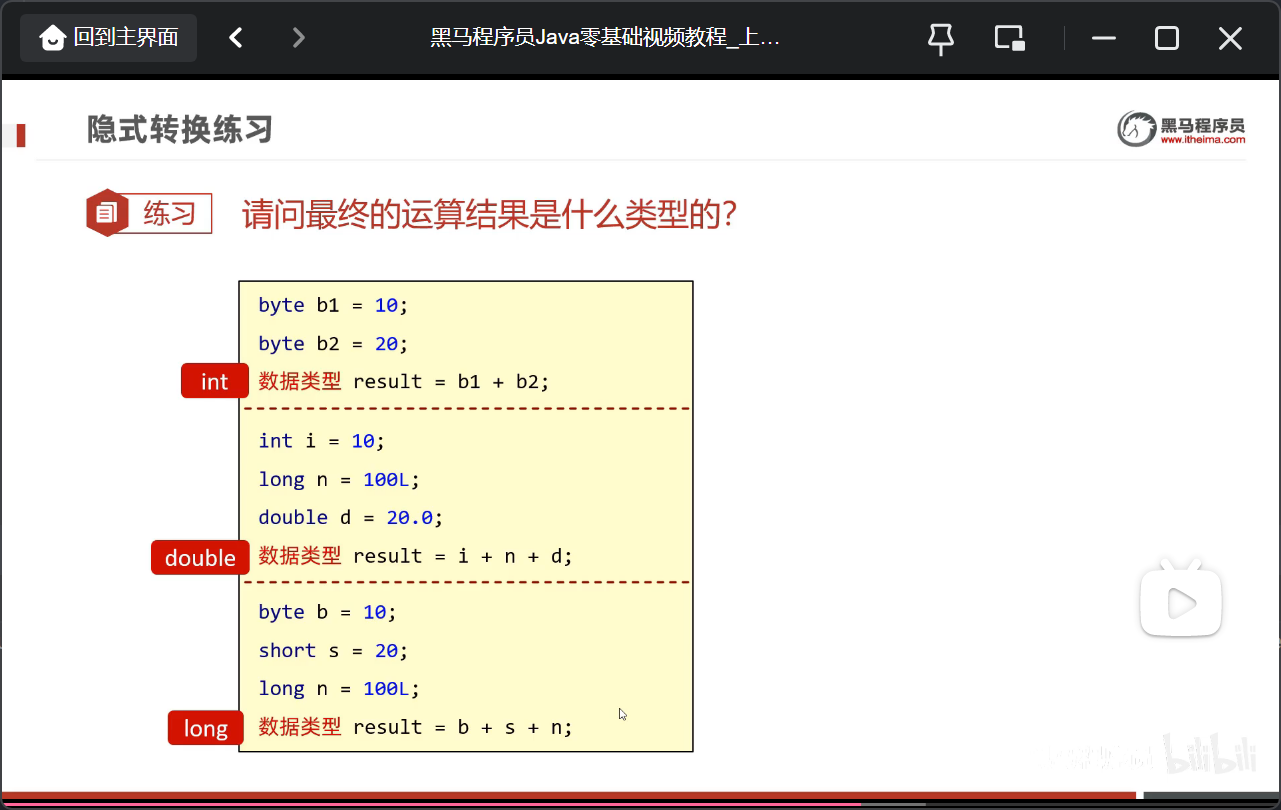 回到主界面
黑马程序员Java零基础视频教程_上…
隐式转换练习
黑马程序员
www.itheima.com
练习
请问最终的运算结果是什么类型的?
byte b1 = 10;
byte b2 = 20;
int 数据类型 result = b1 + b2;
int i = 10;
long n = 100L;
double d = 20.0;
double 数据类型 result = i + n + d;
byte b = 10;
short s = 20;
long n = 100L;
long 数据类型 result = b + s + n;
bilibili